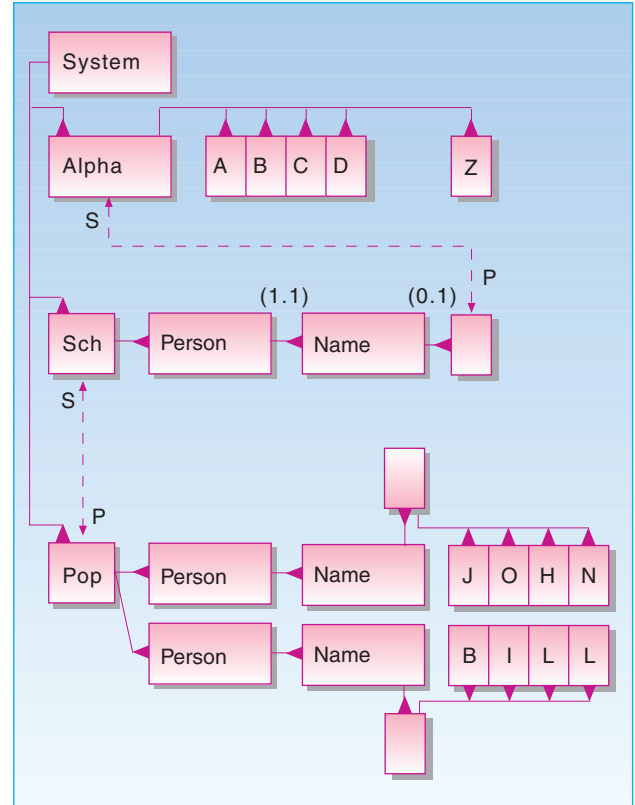 System
Alpha
A B C D Z
S
P
(1.1) (0.1)
Sch Person Name
S
P
Pop Person Name J O H N
Person Name B I L L